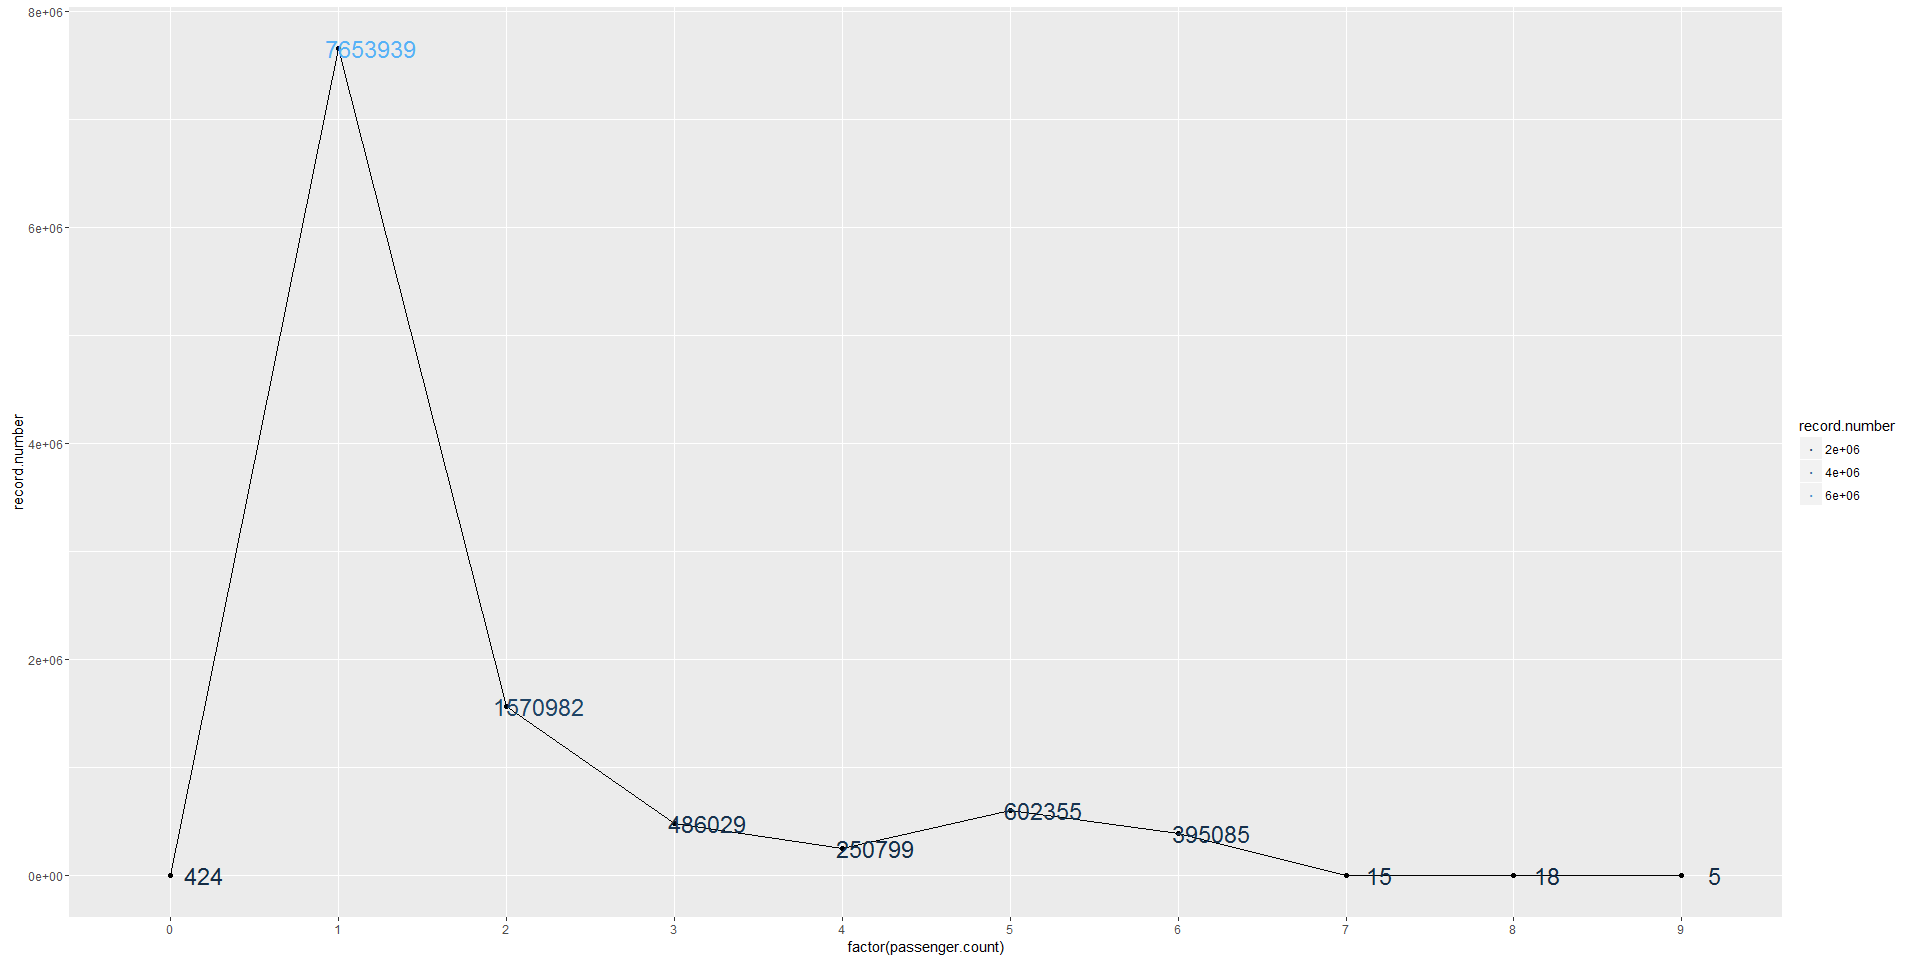 8e+06
6e+06
4e+06
2e+06
0e+00
record.number
7653939
1570982
486029
250799
602355
395085
424
15
18
5
0 1 2 3 4 5 6 7 8 9
factor(passenger.count)
record.number
2e+06
4e+06
6e+06